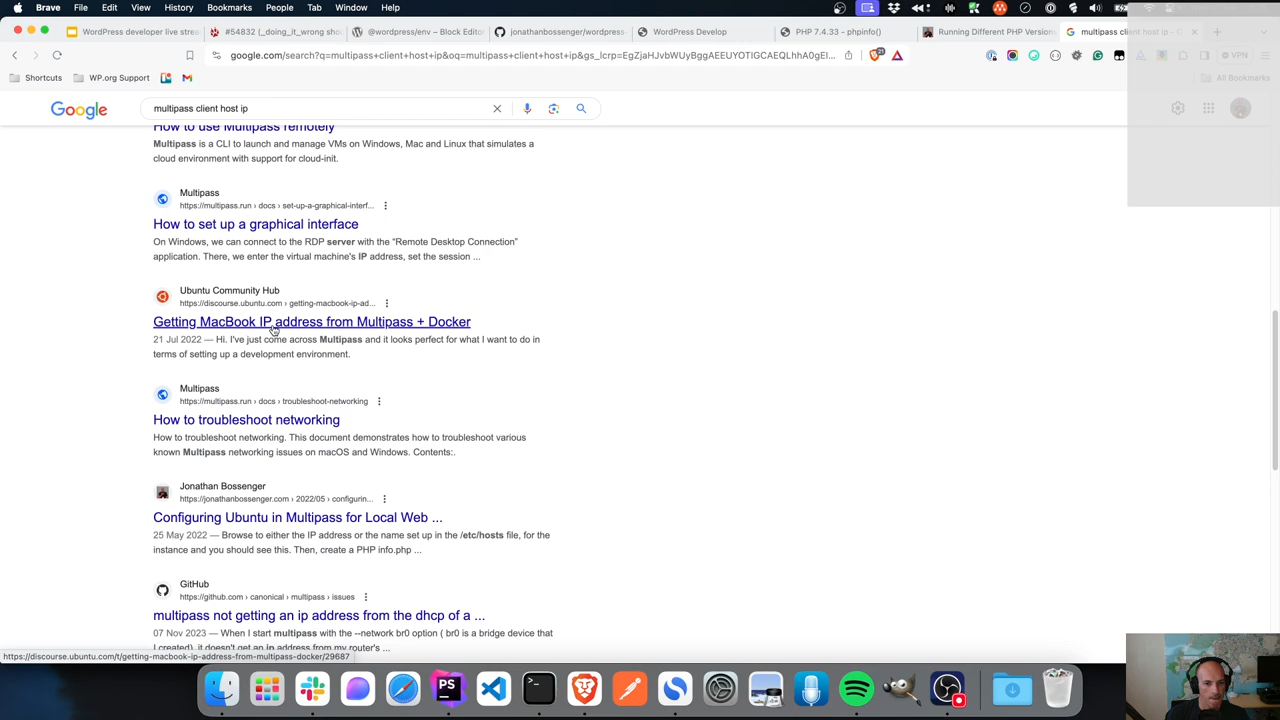 Brave File Edit View History Bookmarks People Tab Window Help
WordPress developer live strea
#54832 (_doing_it_wrong sho
@wordpress/env – Block Editor
jonathanbossenger/wordpress-
WordPress Develop
PHP 7.4.33 - phpinfo()
Running Different PHP Version
multipass client host ip - G
google.com/search?q=multipass+client+host+ip&oq=multipass+client+host+ip&gs_lcrp=EgZjaHJvbWUyBggAEEUYOTIGCAEQLhhA0gEI...
VPN
Shortcuts
WP.org Support
All Bookmarks
Google
multipass client host ip
How to use Multipass remotely
Multipass is a CLI to launch and manage VMs on Windows, Mac and Linux that simulates a
cloud environment with support for cloud-init.
Multipass
https://multipass.run › docs › set-up-a-graphical-interf...
How to set up a graphical interface
On Windows, we can connect to the RDP server with the “Remote Desktop Connection”
application. There, we enter the virtual machine's IP address, set the session ...
Ubuntu Community Hub
https://discourse.ubuntu.com › getting-macbook-ip-ad...
Getting MacBook IP address from Multipass + Docker
21 Jul 2022 — Hi. I've just come across Multipass and it looks perfect for what I want to do in
terms of setting up a development environment.
Multipass
https://multipass.run › docs › troubleshoot-networking
How to troubleshoot networking
How to troubleshoot networking. This document demonstrates how to troubleshoot various
known Multipass networking issues on macOS and Windows. Contents:.
Jonathan Bossenger
https://jonathanbossenger.com › 2022/05 › configurin...
Configuring Ubuntu in Multipass for Local Web ...
25 May 2022 — Browse to either the IP address or the name set up in the /etc/hosts file, for the
instance and you should see this. Then, create a PHP info.php ...
GitHub
https://github.com › canonical › multipass › issues
multipass not getting an ip address from the dhcp of a ...
07 Nov 2023 — When I start multipass with the --network br0 option ( br0 is a bridge device that
I created), it doesn't get an ip address from my router's ...
https://discourse.ubuntu.com/t/getting-macbook-ip-address-from-multipass-docker/29687
PS